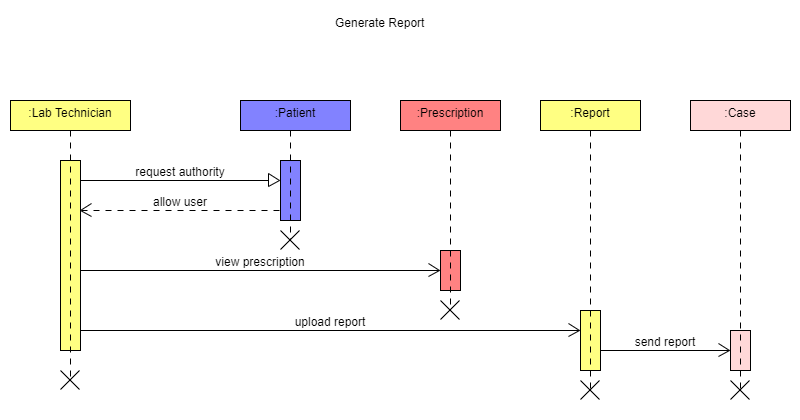 Generate Report
:Lab Technician
:Patient
:Prescription
:Report
:Case
request authority
allow user
view prescription
upload report
send report